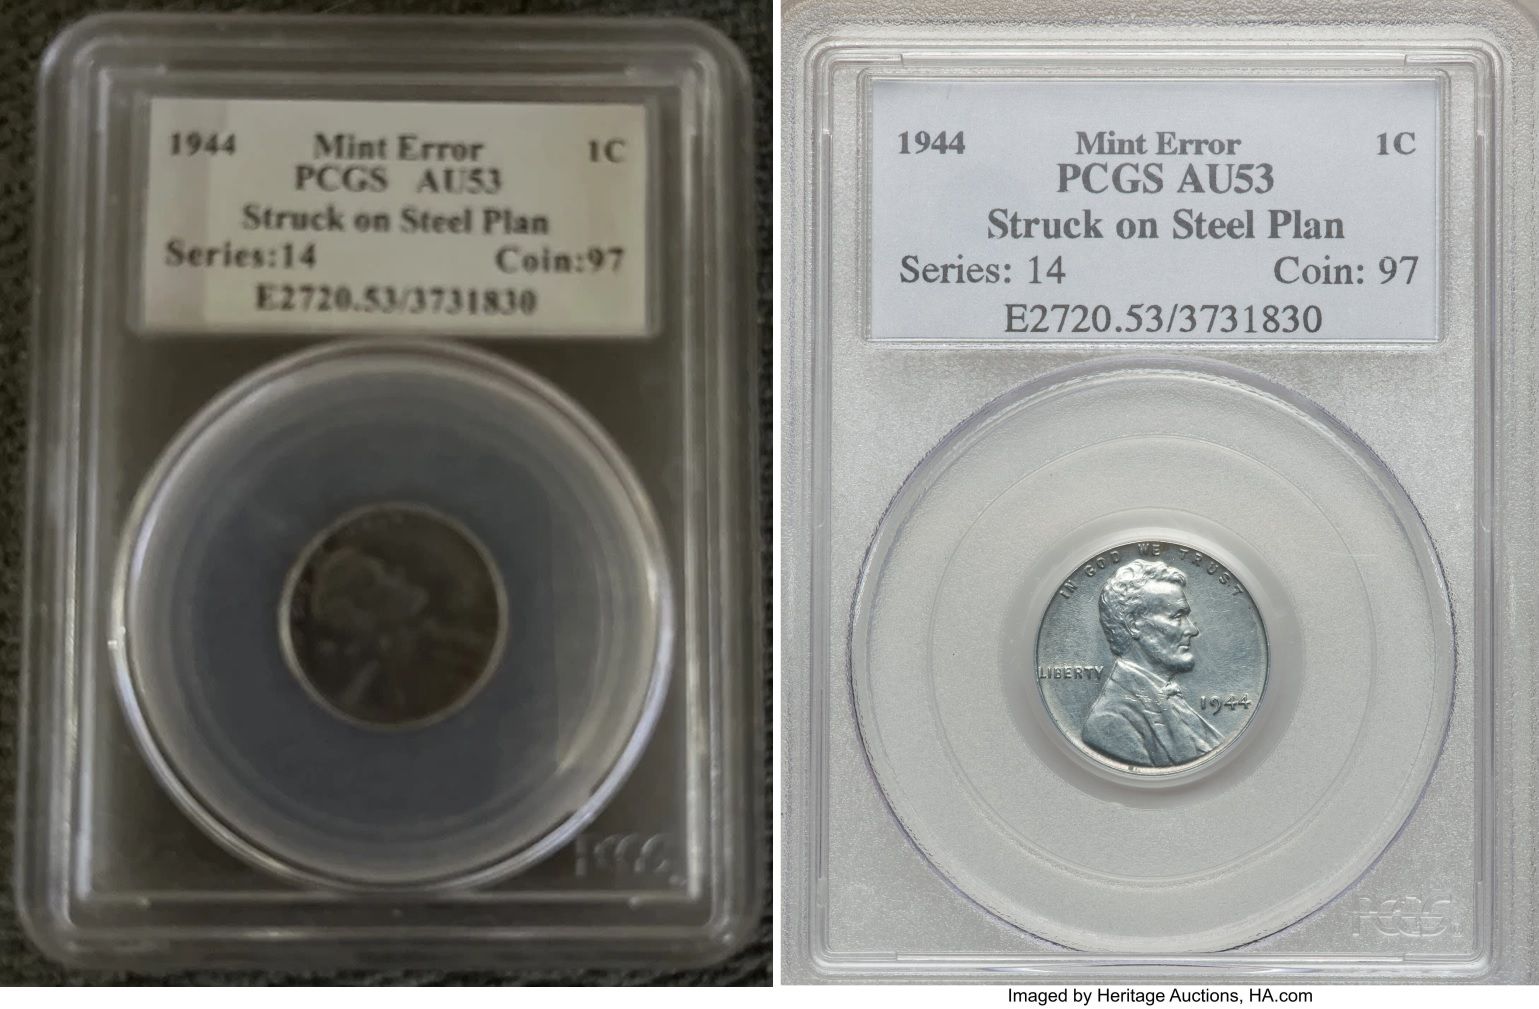 1944 Mint Error 1C
PCGS AU53
Struck on Steel Plan
Series:14 Coin:97
E2720.53/3731830
PCGS
1944 Mint Error 1C
PCGS AU53
Struck on Steel Plan
Series: 14 Coin: 97
E2720.53/3731830
IN GOD WE TRUST
LIBERTY
1944
PCGS
Imaged by Heritage Auctions, HA.com